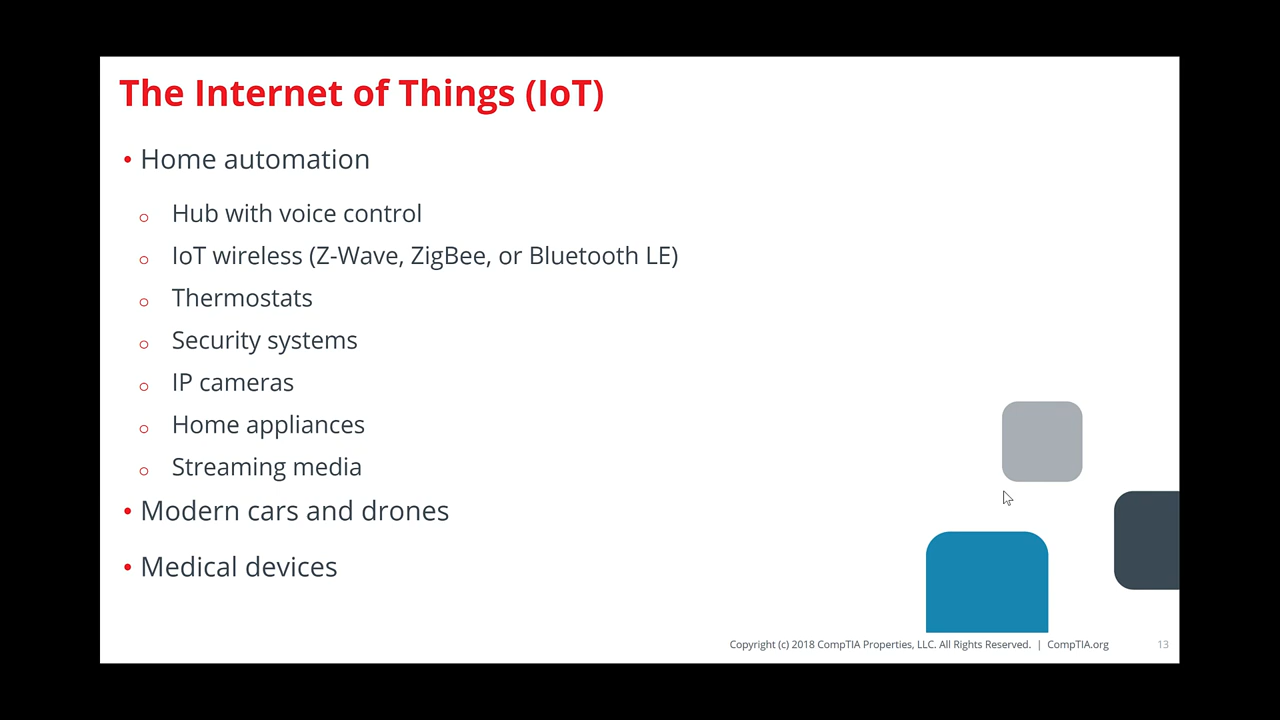 The Internet of Things (IoT)
• Home automation
o Hub with voice control
o IoT wireless (Z-Wave, ZigBee, or Bluetooth LE)
o Thermostats
o Security systems
o IP cameras
o Home appliances
o Streaming media
• Modern cars and drones
• Medical devices
Copyright (c) 2018 CompTIA Properties, LLC. All Rights Reserved. | CompTIA.org 13